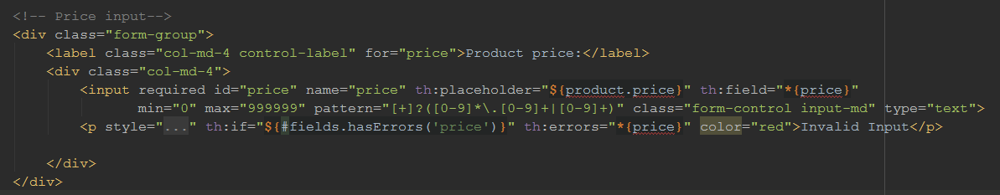 <!-- Price input-->
<div class="form-group">
<label class="col-md-4 control-label" for="price">Product price:</label>
<div class="col-md-4">
<input required id="price" name="price" th:placeholder="${product.price}" th:field="*{price}"
min="0" max="999999" pattern="[+]?([0-9]*\.[0-9]+|[0-9]+)" class="form-control input-md" type="text">
<p style="..." th:if="${#fields.hasErrors('price')}" th:errors="*{price}" color="red">Invalid Input</p>
</div>
</div>